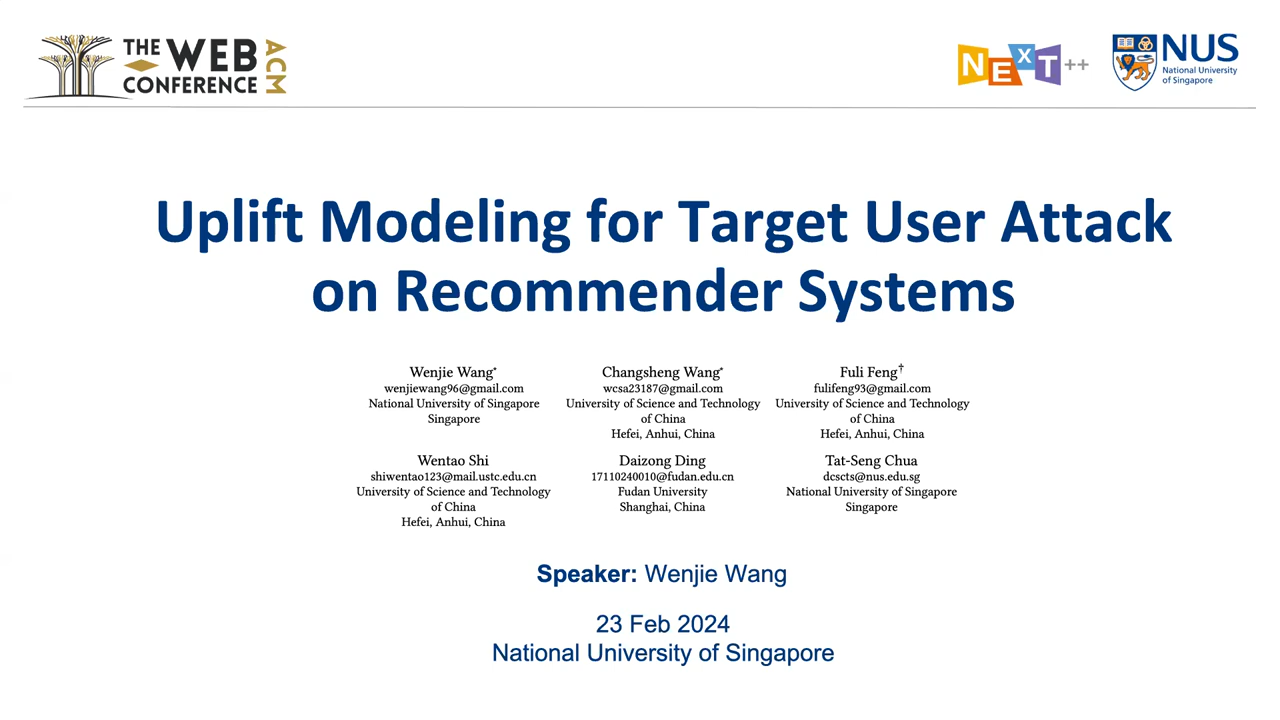 THE WEB CONFERENCE ACM
NEXT++
NUS
National University
of Singapore
Uplift Modeling for Target User Attack
on Recommender Systems
Wenjie Wang*
wenjiewang96@gmail.com
National University of Singapore
Singapore
Changsheng Wang*
wcsa23187@gmail.com
University of Science and Technology
of China
Hefei, Anhui, China
Fuli Feng†
fulifeng93@gmail.com
University of Science and Technology
of China
Hefei, Anhui, China
Wentao Shi
shiwentao123@mail.ustc.edu.cn
University of Science and Technology
of China
Hefei, Anhui, China
Daizong Ding
17110240010@fudan.edu.cn
Fudan University
Shanghai, China
Tat-Seng Chua
dcscts@nus.edu.sg
National University of Singapore
Singapore
Speaker: Wenjie Wang
23 Feb 2024
National University of Singapore